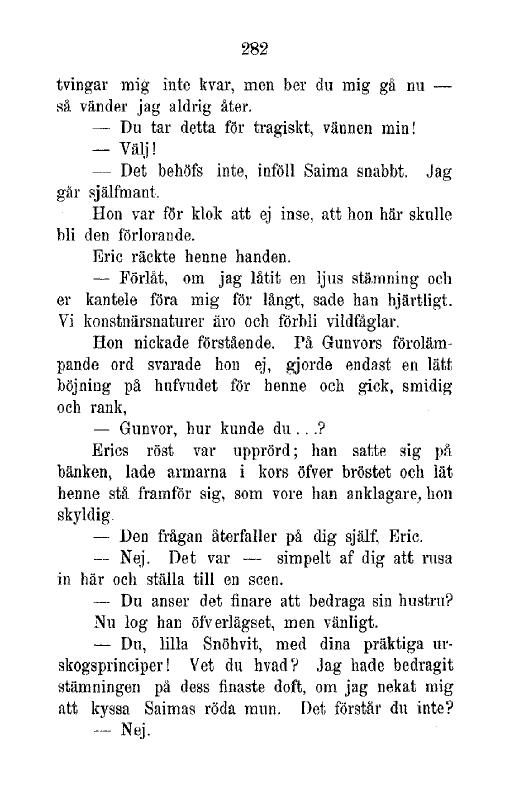 282
tvingar mig inte kvar, men ber du mig gå nu —
så vänder jag aldrig åter.
— Du tar detta för tragiskt, vännen min!
— Välj!
— Det behöfs inte, inföll Saima snabbt. Jag
går själfmant.
Hon var för klok att ej inse, att hon här skulle
bli den förlorande.
Eric räckte henne handen.
— Förlåt, om jag låtit en ljus stämning och
er kantele föra mig för långt, sade han hjärtligt.
Vi konstnärsnaturer äro och förbli vildfåglar.
Hon nickade förstående. På Gunvors föroläm-
pande ord svarade hon ej, gjorde endast en lätt
böjning på hufvudet för henne och gick, smidig
och rank,
— Gunvor, hur kunde du . . .?
Erics röst var upprörd; han satte sig på
bänken, lade armarna i kors öfver bröstet och lät
henne stå framför sig, som vore han anklagare, hon
skyldig.
— Den frågan återfaller på dig själf, Eric.
— Nej. Det var — simpelt af dig att rusa
in här och ställa till en scen.
— Du anser det finare att bedraga sin hustru?
Nu log han öfverlägset, men vänligt.
— Du, lilla Snöhvit, med dina präktiga ur-
skogsprinciper! Vet du hvad? Jag hade bedragit
stämningen på dess finaste doft, om jag nekat mig
att kyssa Saimas röda mun. Det förstår du inte?
— Nej.